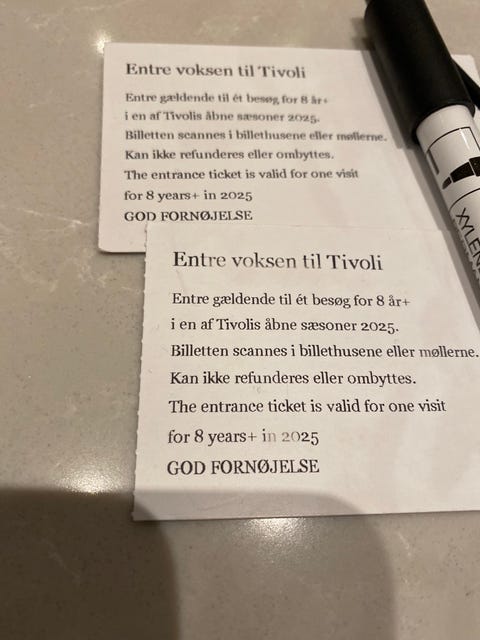 Entre voksen til Tivoli
Entre gældende til ét besøg for 8 år+
i en af Tivolis åbne sæsoner 2025.
Billetten scannes i billethusene eller møllerne.
Kan ikke refunderes eller ombyttes.
The entrance ticket is valid for one visit
for 8 years+ in 2025
GOD FORNØJELSE
Entre voksen til Tivoli
Entre gældende til ét besøg for 8 år+
i en af Tivolis åbne sæsoner 2025.
Billetten scannes i billethusene eller møllerne.
Kan ikke refunderes eller ombyttes.
The entrance ticket is valid for one visit
for 8 years+ in 2025
GOD FORNØJELSE
XYLEN